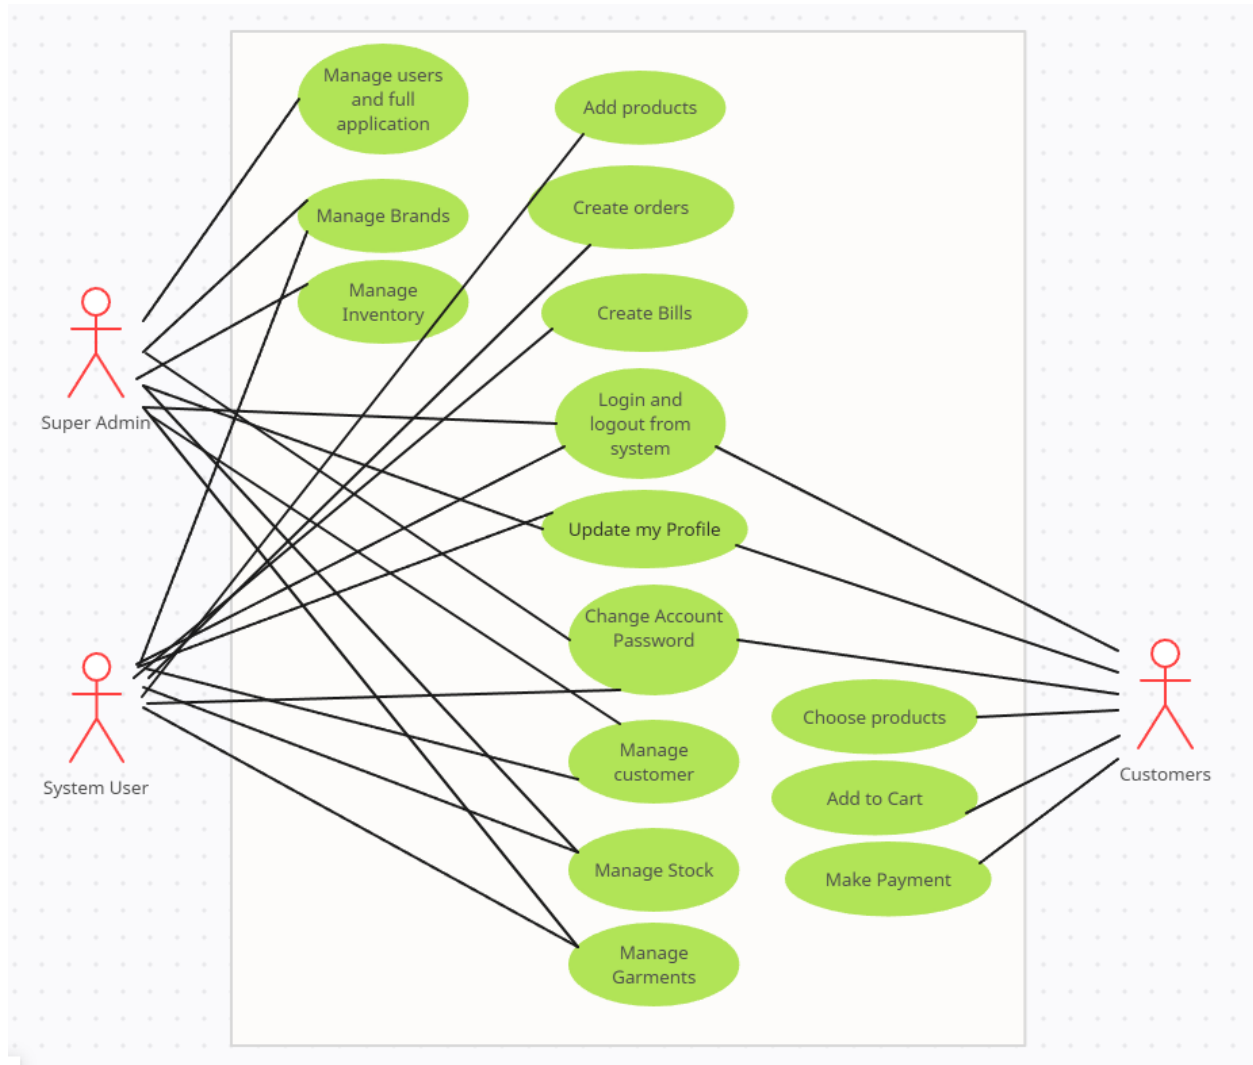 Manage users
and full
application
Add products
Manage Brands
Create orders
Manage
Inventory
Create Bills
Super Admin
Login and
logout from
system
Update my Profile
Change Account
Password
System User
Manage
customer
Choose products
Customers
Add to Cart
Manage Stock
Make Payment
Manage
Garments